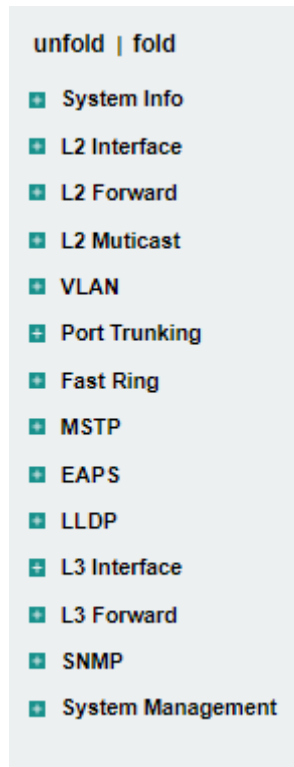 unfold | fold
System Info
L2 Interface
L2 Forward
L2 Muticast
VLAN
Port Trunking
Fast Ring
MSTP
EAPS
LLDP
L3 Interface
L3 Forward
SNMP
System Management